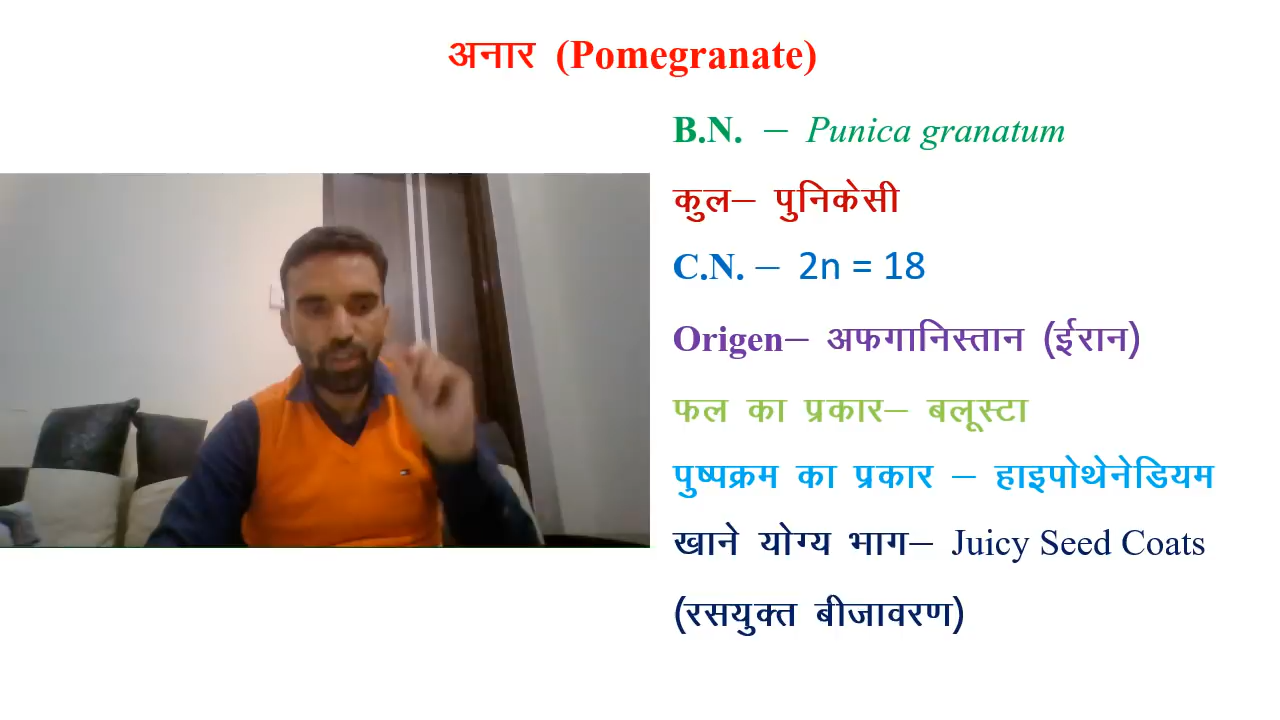 अनार (Pomegranate)
B.N. – Punica granatum
कुल– पुनिकेसी
C.N. – 2n = 18
Origen– अफगानिस्तान (ईरान)
फल का प्रकार– बलूस्टा
पुष्पक्रम का प्रकार – हाइपोथेनेडियम
खाने योग्य भाग– Juicy Seed Coats
(रसयुक्त बीजावरण)